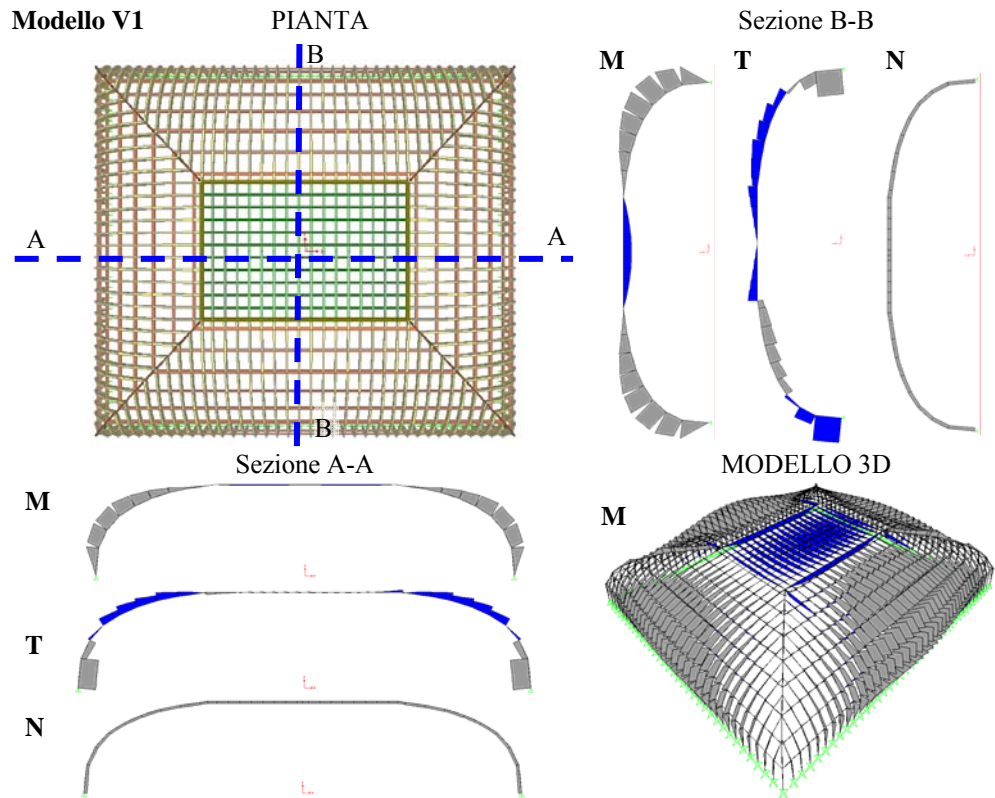 Modello V1
PIANTA
B
A
A
B
Sezione B-B
M
T
N
Sezione A-A
M
T
N
MODELLO 3D
M